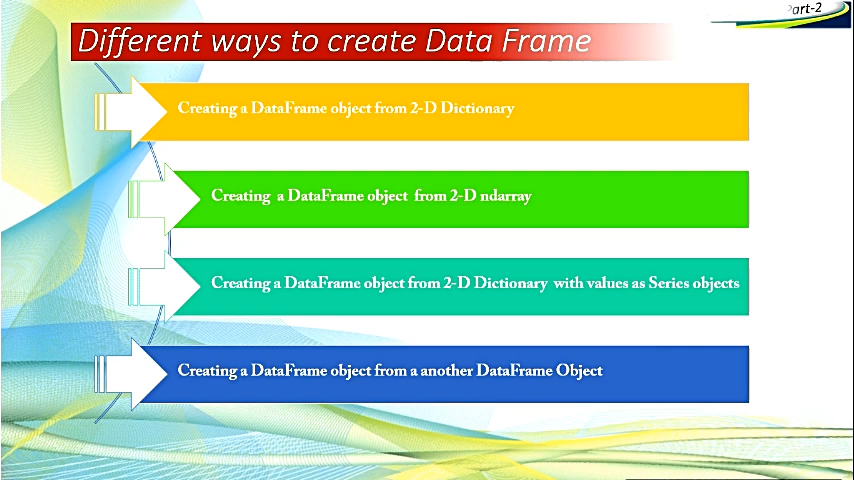 Part-2
Different ways to create Data Frame
Creating a DataFrame object from 2-D Dictionary
Creating a DataFrame object from 2-D ndarray
Creating a DataFrame object from 2-D Dictionary with values as Series objects
Creating a DataFrame object from a another DataFrame Object